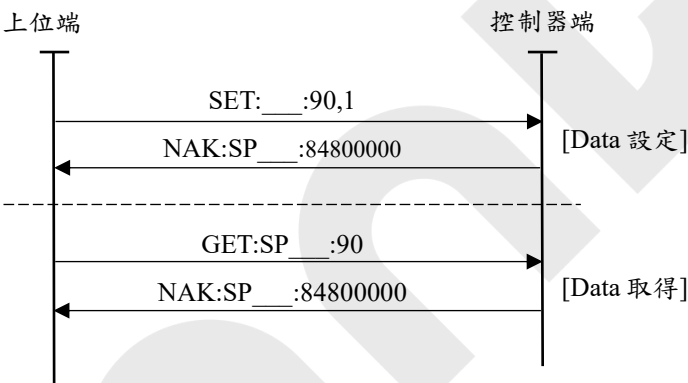 上位端 控制器端
SET:___:90,1
[Data 設定]
NAK:SP___:84800000
GET:SP___:90
[Data 取得]
NAK:SP___:84800000